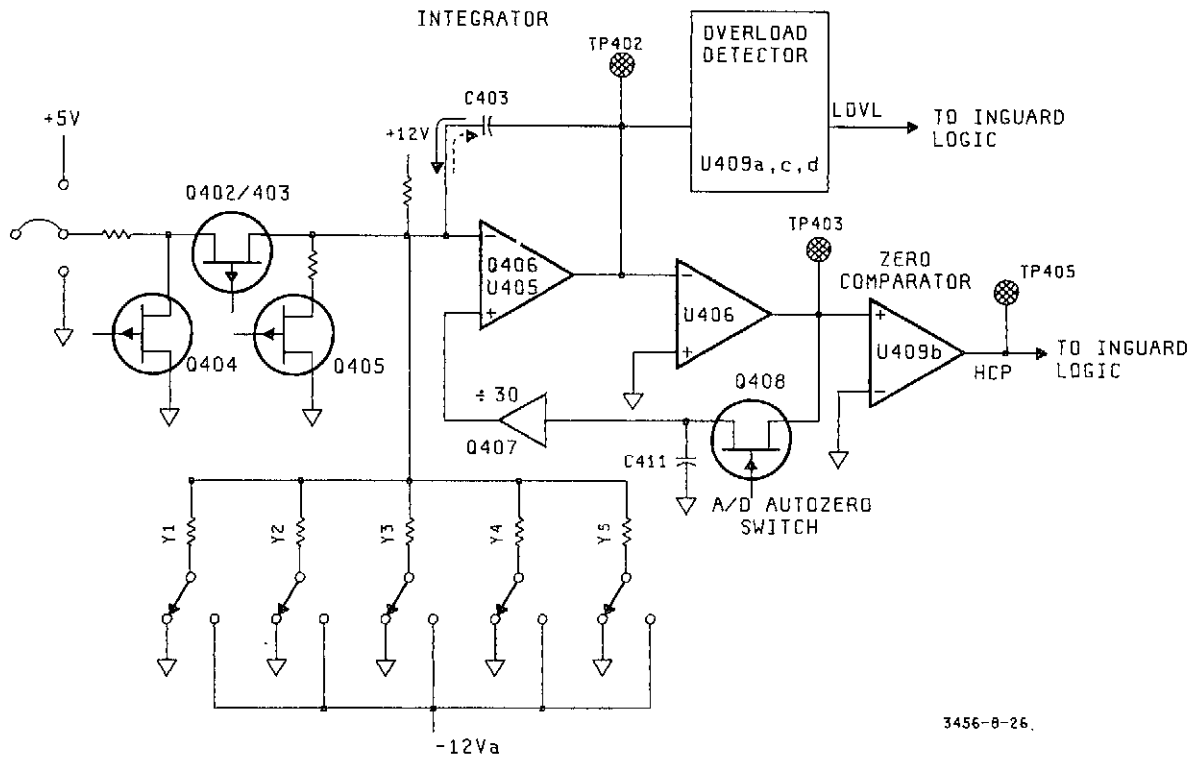 INTEGRATOR
OVERLOAD
DETECTOR
TP402
C403
+5V
+12V
LOVL
TO INGUARD
LOGIC
U409a,c,d
Q402/403
TP403
ZERO
COMPARATOR
TP405
-
Q406
U405
+
-
U406
+
+
U409b
-
HCP
TO INGUARD
LOGIC
Q404
Q405
Q408
÷ 30
Q407
C411
A/D AUTOZERO
SWITCH
Y1
Y2
Y3
Y4
Y5
-12Va
3456-8-26.